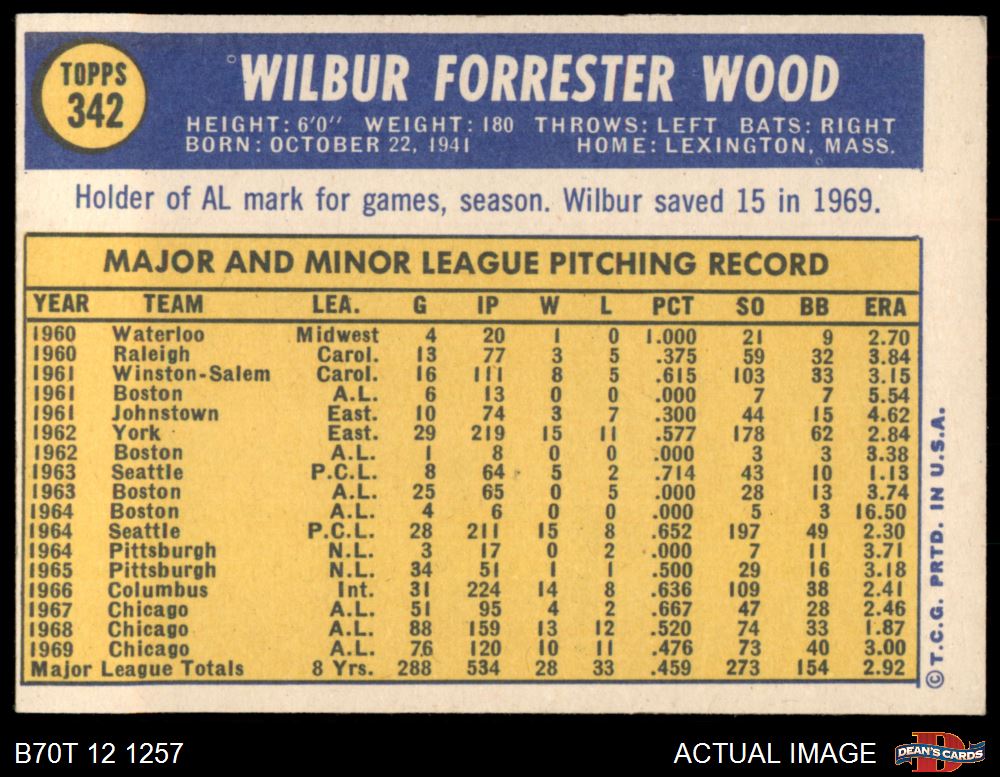 TOPPS
342
WILBUR FORRESTER WOOD
HEIGHT: 6'0" WEIGHT: 180 THROWS: LEFT BATS: RIGHT
BORN: OCTOBER 22, 1941 HOME: LEXINGTON, MASS.
Holder of AL mark for games, season. Wilbur saved 15 in 1969.
MAJOR AND MINOR LEAGUE PITCHING RECORD
YEAR TEAM LEA. G IP W L PCT SO BB ERA
1960 Waterloo Midwest 4 20 1 0 1.000 21 9 2.70
1960 Raleigh Carol. 13 77 3 5 .375 59 32 3.84
1961 Winston-Salem Carol. 16 111 8 5 .615 103 33 3.15
1961 Boston A.L. 6 13 0 0 .000 7 7 5.54
1961 Johnstown East. 10 74 3 7 .300 44 15 4.62
1962 York East. 29 219 15 11 .577 178 62 2.84
1962 Boston A.L. 1 8 0 0 .000 3 3 3.38
1963 Seattle P.C.L. 8 64 5 2 .714 43 10 1.13
1963 Boston A.L. 25 65 0 5 .000 28 13 3.74
1964 Boston A.L. 4 6 0 0 .000 5 3 16.50
1964 Seattle P.C.L. 28 211 15 8 .652 197 49 2.30
1964 Pittsburgh N.L. 3 17 0 2 .000 7 11 3.71
1965 Pittsburgh N.L. 34 51 1 1 .500 29 16 3.18
1966 Columbus Int. 31 224 14 8 .636 109 38 2.41
1967 Chicago A.L. 51 95 4 2 .667 47 28 2.46
1968 Chicago A.L. 88 159 13 12 .520 74 33 1.87
1969 Chicago A.L. 76 120 10 11 .476 73 40 3.00
Major League Totals 8 Yrs. 288 534 28 33 .459 273 154 2.92
©T.C.G. PRTD. IN U.S.A.
B70T 12 1257
ACTUAL IMAGE
D
DEAN'S CARDS